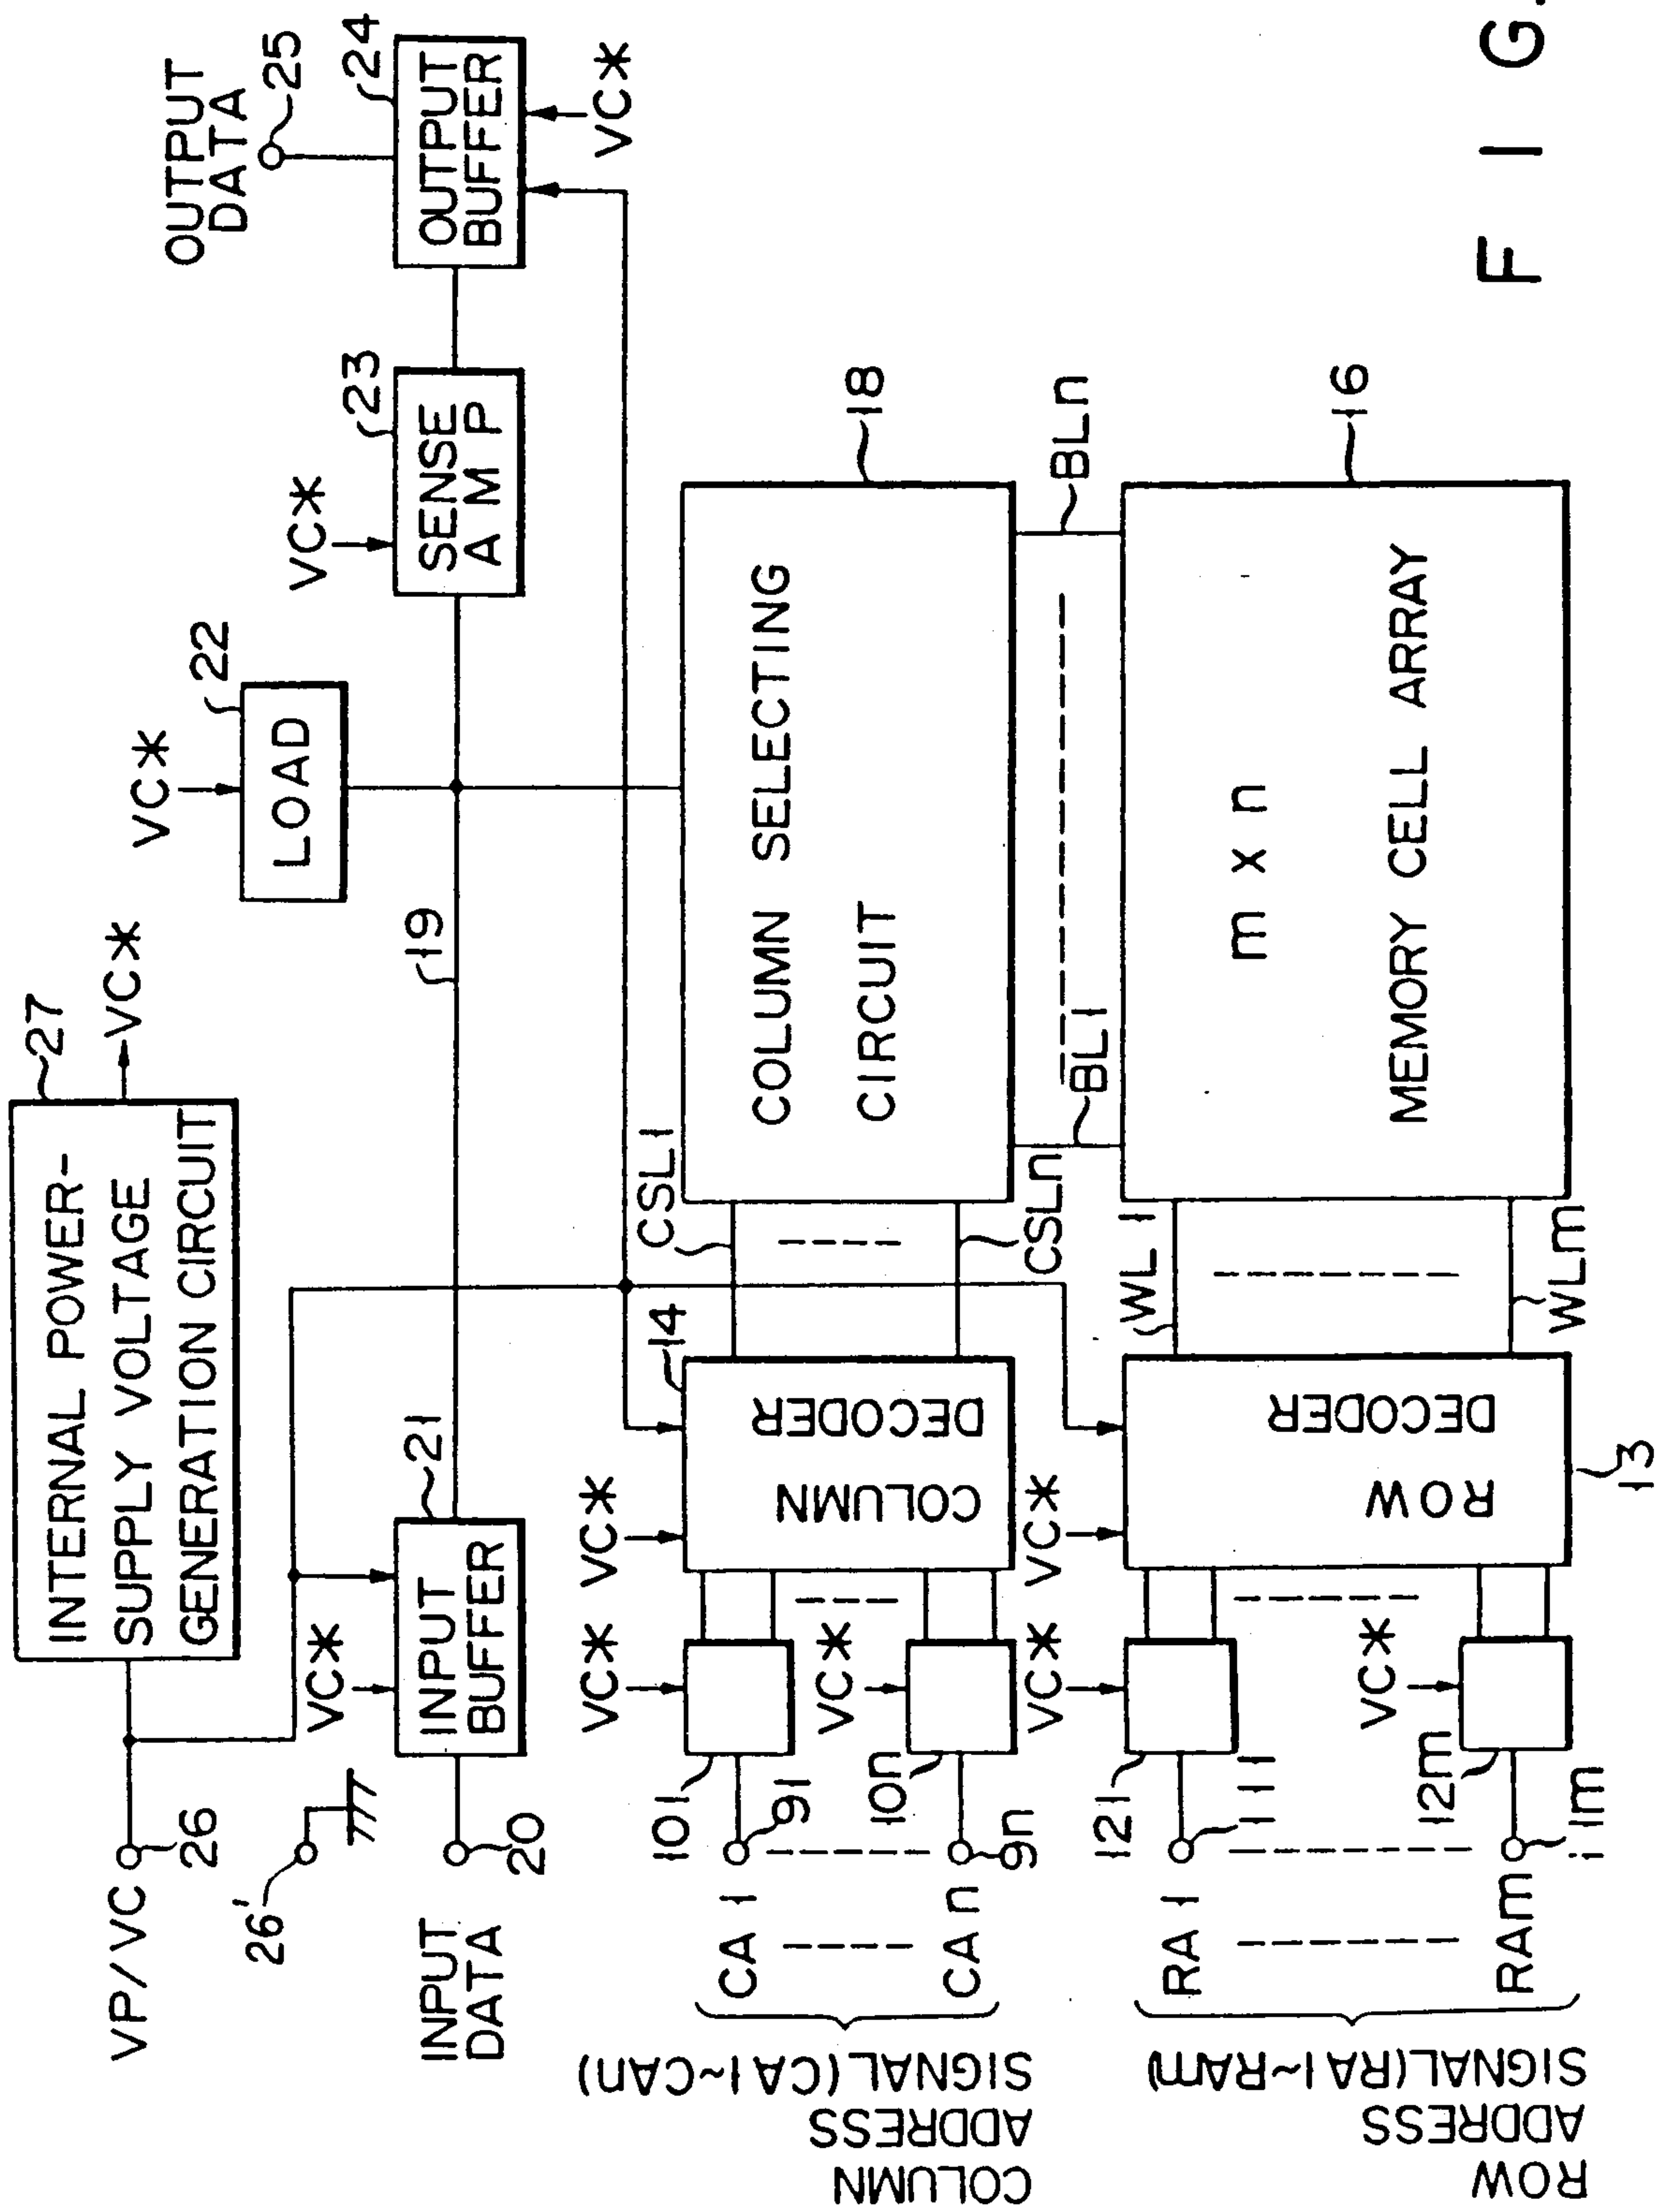 INTERNAL POWER-
SUPPLY VOLTAGE
GENERATION CIRCUIT
27
VC*
VP/VC
26
26'
VC*
LOAD
22
OUTPUT
DATA
25
INPUT
DATA
20
VC*
INPUT
BUFFER
21
19
VC*
SENSE
AMP
23
OUTPUT
BUFFER
24
VC*
COLUMN
ADDRESS
SIGNAL(CA1~CAn)
CA1
CAn
91
9n
101
10n
VC*
VC*
VC*
COLUMN
DECODER
14
CSL1
CSLn
COLUMN SELECTING
CIRCUIT
18
BL1
BLn
ROW
ADDRESS
SIGNAL(RA1~RAm)
RA1
RAm
111
11m
121
12m
VC*
VC*
VC*
ROW
DECODER
13
WL1
WLm
m x n
MEMORY CELL ARRAY
16
FIG.